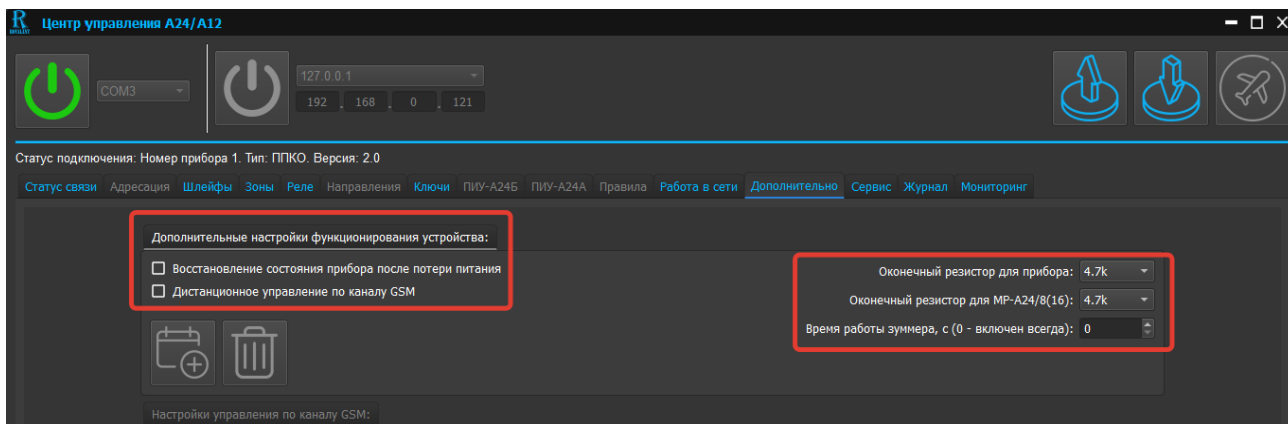 Центр управления А24/А12
COM3
127.0.0.1
192 . 168 . 0 . 121
Статус подключения: Номер прибора 1. Тип: ППКО. Версия: 2.0
Статус связи Адресация Шлейфы Зоны Реле Направления Ключи ПИУ-А24Б ПИУ-А24А Правила Работа в сети Дополнительно Сервис Журнал Мониторинг
Дополнительные настройки функционирования устройства:
Восстановление состояния прибора после потери питания
Дистанционное управление по каналу GSM
Оконечный резистор для прибора: 4.7k
Оконечный резистор для МР-А24/8(16): 4.7k
Время работы зуммера, с (0 - включен всегда): 0
Настройки управления по каналу GSM: